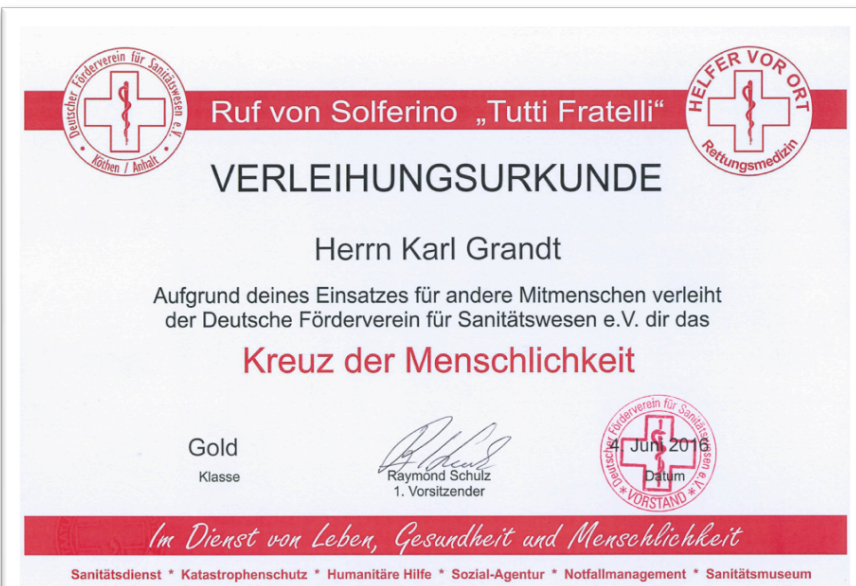 Deutscher Förderverein für Sanitätswesen e.V.
Köthen / Anhalt
HELFER VOR ORT
Rettungsmedizin
Ruf von Solferino „Tutti Fratelli“
VERLEIHUNGSURKUNDE
Herrn Karl Grandt
Aufgrund deines Einsatzes für andere Mitmenschen verleiht
der Deutsche Förderverein für Sanitätswesen e.V. dir das
Kreuz der Menschlichkeit
Gold
Klasse
Raymond Schulz
1. Vorsitzender
Deutscher Förderverein für Sanitätswesen e.V.
* VORSTAND *
4. Juni 2016
Datum
Im Dienst von Leben, Gesundheit und Menschlichkeit
Sanitätsdienst * Katastrophenschutz * Humanitäre Hilfe * Sozial-Agentur * Notfallmanagement * Sanitätsmuseum